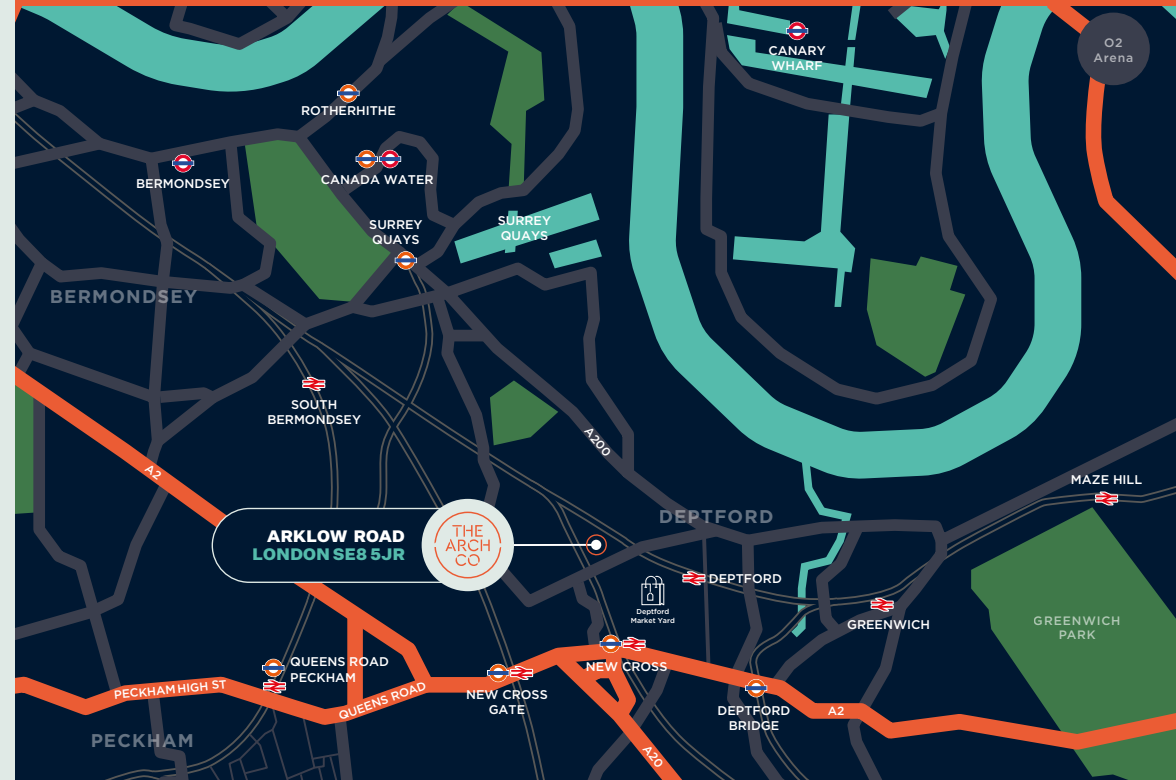 CANARY
WHARF
O2
Arena
ROTHERHITHE
BERMONDSEY
CANADA WATER
SURREY
QUAYS
SURREY
QUAYS
BERMONDSEY
SOUTH
BERMONDSEY
A200
A2
MAZE HILL
DEPTFORD
ARKLOW ROAD
LONDON SE8 5JR
THE
ARCH
CO
DEPTFORD
Deptford
Market Yard
GREENWICH
GREENWICH
PARK
QUEENS ROAD
PECKHAM
NEW CROSS
PECKHAM HIGH ST
QUEENS ROAD
NEW CROSS
GATE
DEPTFORD
BRIDGE
A2
PECKHAM
A20